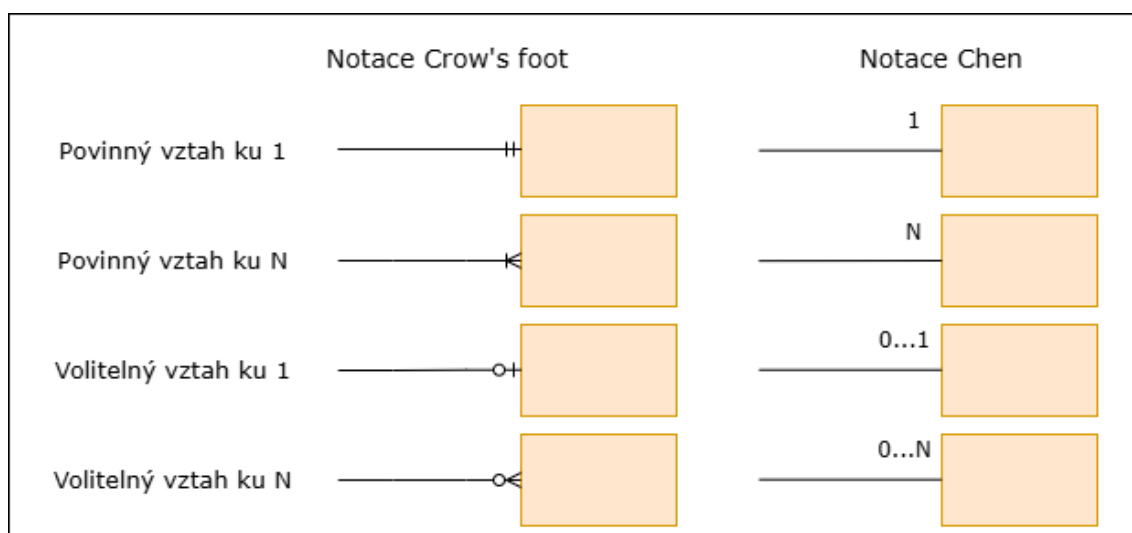 Notace Crow's foot
Notace Chen
Povinný vztah ku 1
1
Povinný vztah ku N
N
Volitelný vztah ku 1
0...1
Volitelný vztah ku N
0...N